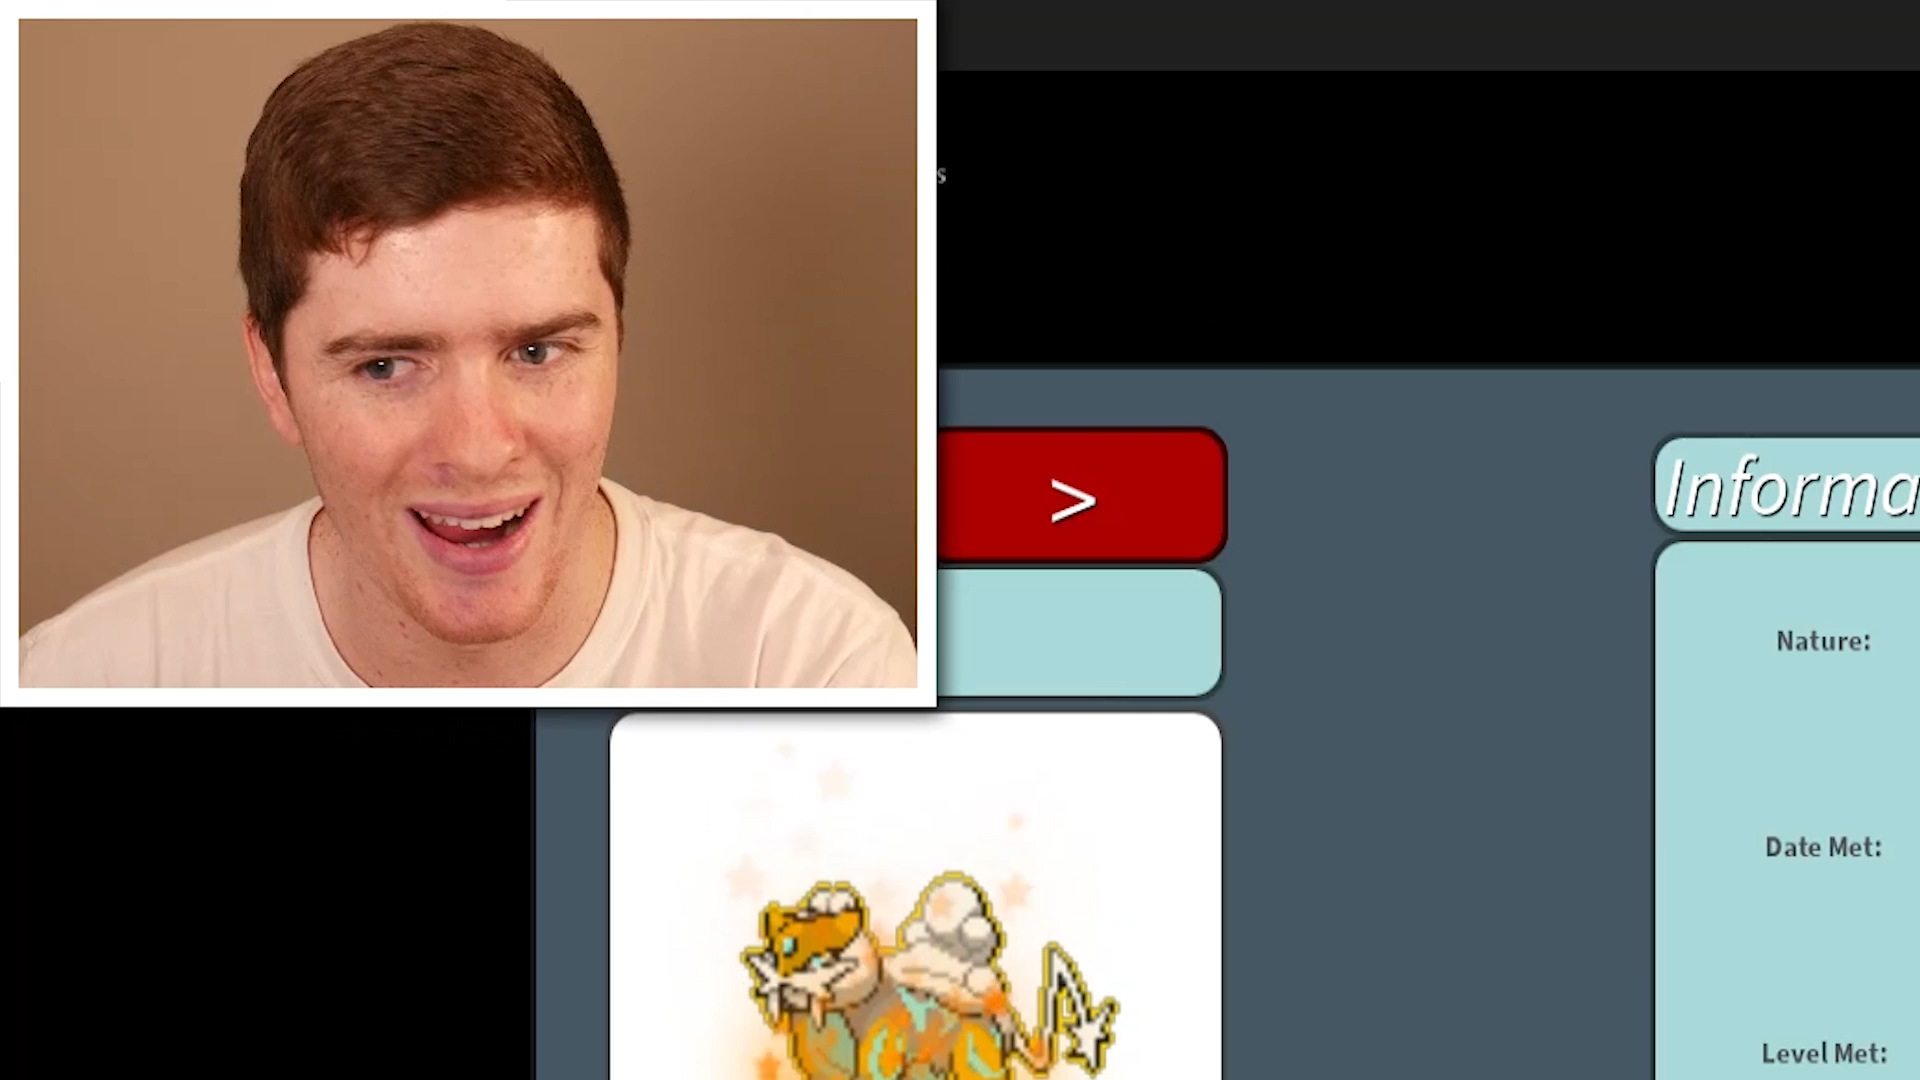 s
>
Informa
Nature:
Date Met:
Level Met: